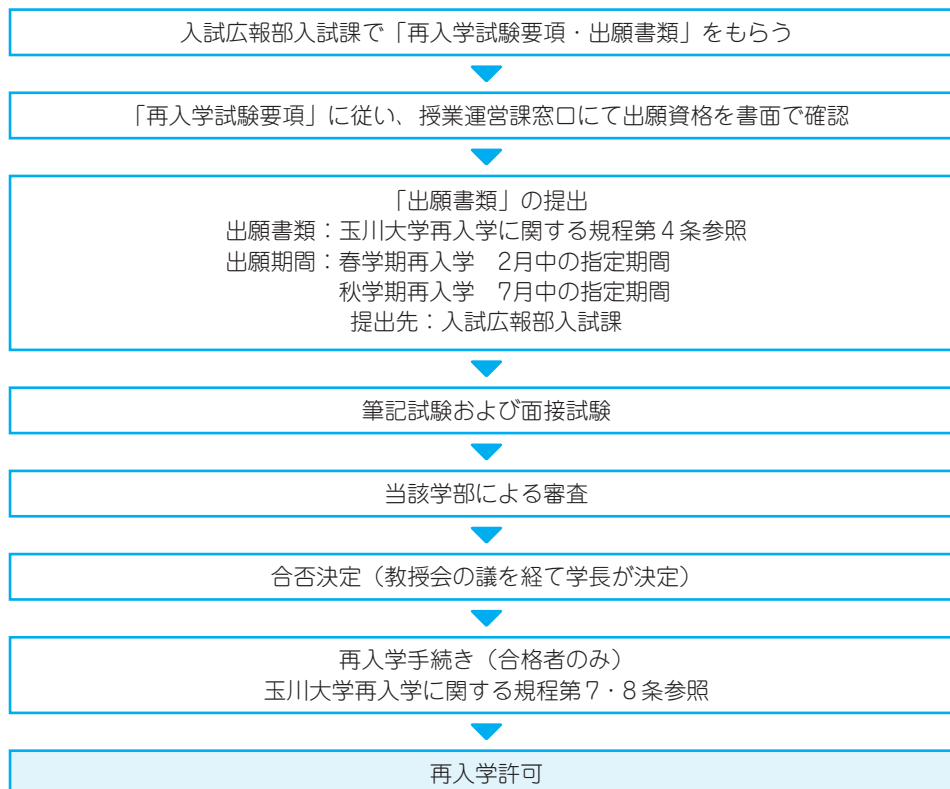 入試広報部入試課で「再入学試験要項・出願書類」をもらう
「再入学試験要項」に従い、授業運営課窓口にて出願資格を書面で確認
「出願書類」の提出
出願書類：玉川大学再入学に関する規程第４条参照
出願期間：春学期再入学　2月中の指定期間
秋学期再入学　7月中の指定期間
提出先：入試広報部入試課
筆記試験および面接試験
当該学部による審査
合否決定（教授会の議を経て学長が決定）
再入学手続き（合格者のみ）
玉川大学再入学に関する規程第７・８条参照
再入学許可